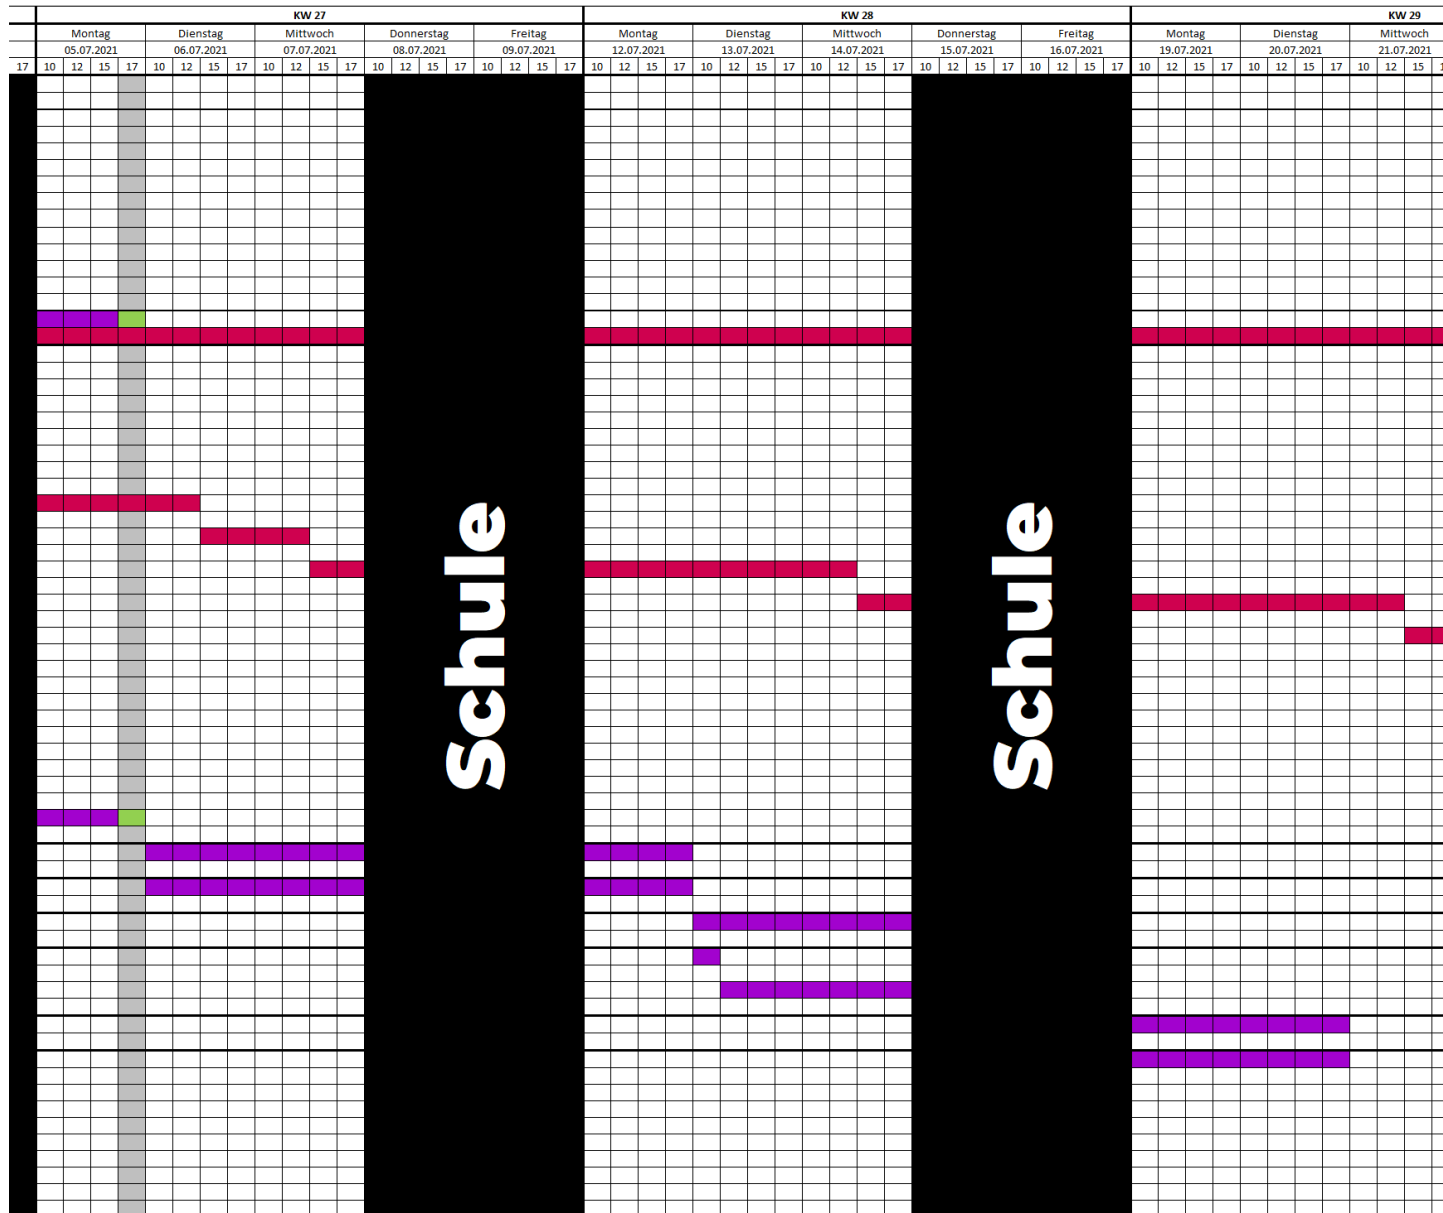 KW 27 KW 28 KW 29
Montag Dienstag Mittwoch Donnerstag Freitag Montag Dienstag Mittwoch Donnerstag Freitag Montag Dienstag Mittwoch
05.07.2021 06.07.2021 07.07.2021 08.07.2021 09.07.2021 12.07.2021 13.07.2021 14.07.2021 15.07.2021 16.07.2021 19.07.2021 20.07.2021 21.07.2021
17 10 12 15 17 10 12 15 17 10 12 15 17 10 12 15 17 10 12 15 17 10 12 15 17 10 12 15 17 10 12 15 17 10 12 15 17 10 12 15 17 10 12 15 17 10 12 15 17 10 12 15
Schule
Schule